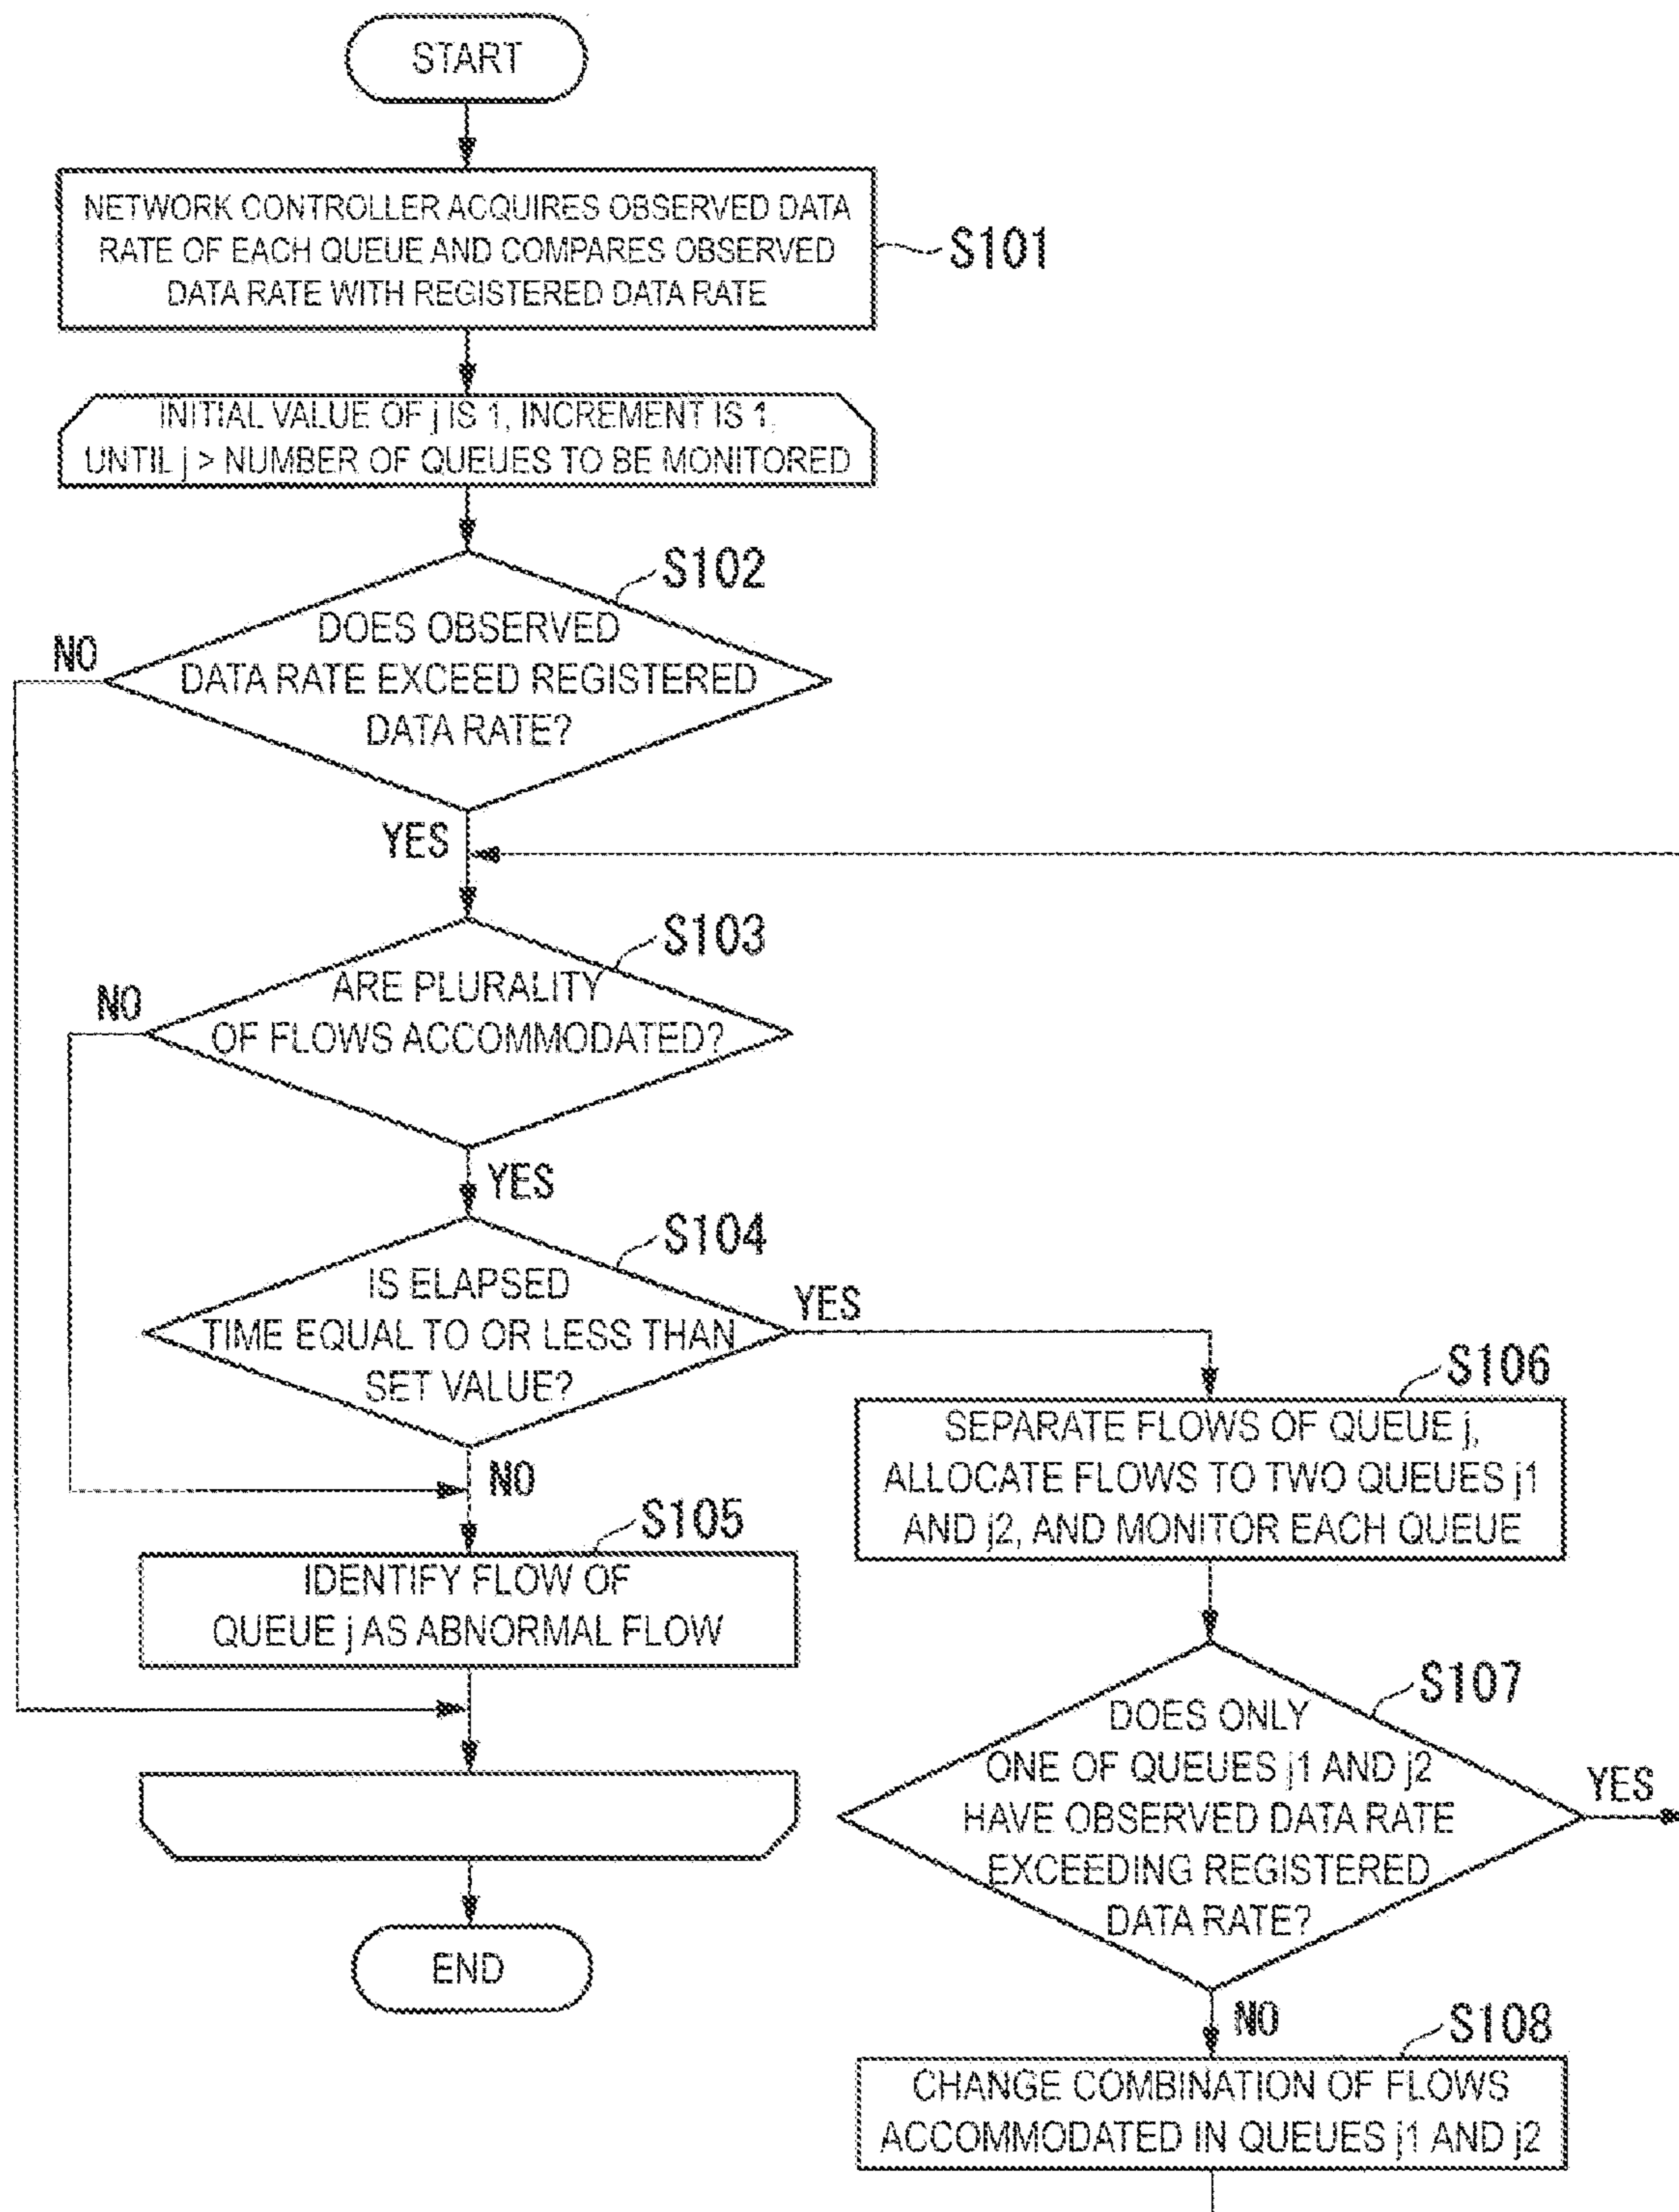 START
NETWORK CONTROLLER ACQUIRES OBSERVED DATA
RATE OF EACH QUEUE AND COMPARES OBSERVED
DATA RATE WITH REGISTERED DATA RATE
S101
INITIAL VALUE OF j IS 1, INCREMENT IS 1,
UNTIL j > NUMBER OF QUEUES TO BE MONITORED
S102
DOES OBSERVED
DATA RATE EXCEED REGISTERED
DATA RATE?
NO
YES
S103
ARE PLURALITY
OF FLOWS ACCOMMODATED?
NO
YES
S104
IS ELAPSED
TIME EQUAL TO OR LESS THAN
SET VALUE?
YES
NO
S105
IDENTIFY FLOW OF
QUEUE j AS ABNORMAL FLOW
END
S106
SEPARATE FLOWS OF QUEUE j,
ALLOCATE FLOWS TO TWO QUEUES j1
AND j2, AND MONITOR EACH QUEUE
S107
DOES ONLY
ONE OF QUEUES j1 AND j2
HAVE OBSERVED DATA RATE
EXCEEDING REGISTERED
DATA RATE?
YES
NO
S108
CHANGE COMBINATION OF FLOWS
ACCOMMODATED IN QUEUES j1 AND j2